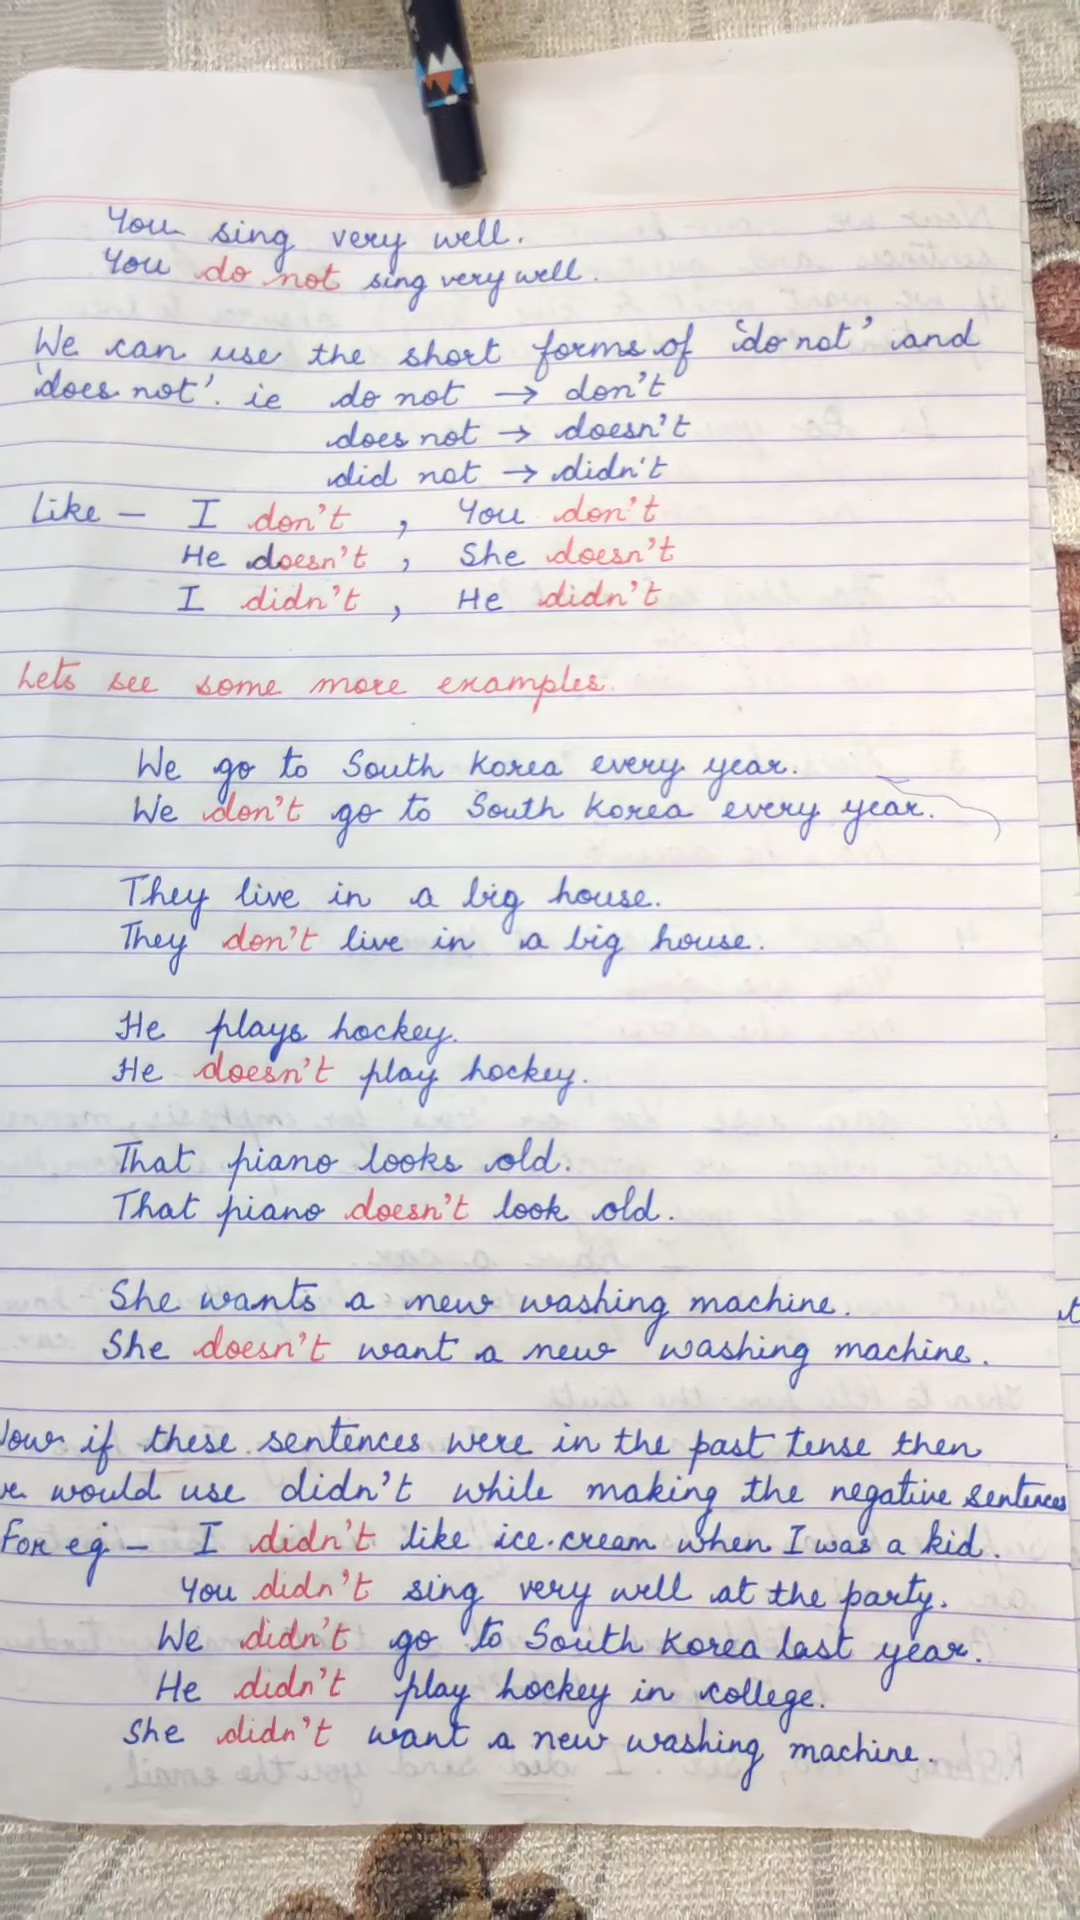 You sing very well.
You do not sing very well.
We can use the short forms of 'do not' and
'does not'. ie do not → don't
does not → doesn't
did not → didn't
Like – I don't , You don't
He doesn't , She doesn't
I didn't , He didn't
Lets see some more examples.
We go to South Korea every year.
We don't go to South Korea every year.
They live in a big house.
They don't live in a big house.
He plays hockey.
He doesn't play hockey.
That piano looks old.
That piano doesn't look old.
She wants a new washing machine.
She doesn't want a new washing machine.
Now if these sentences were in the past tense then
we would use didn't while making the negative sentences
For eg – I didn't like ice-cream when I was a kid.
You didn't sing very well at the party.
We didn't go to South Korea last year.
He didn't play hockey in college.
She didn't want a new washing machine.